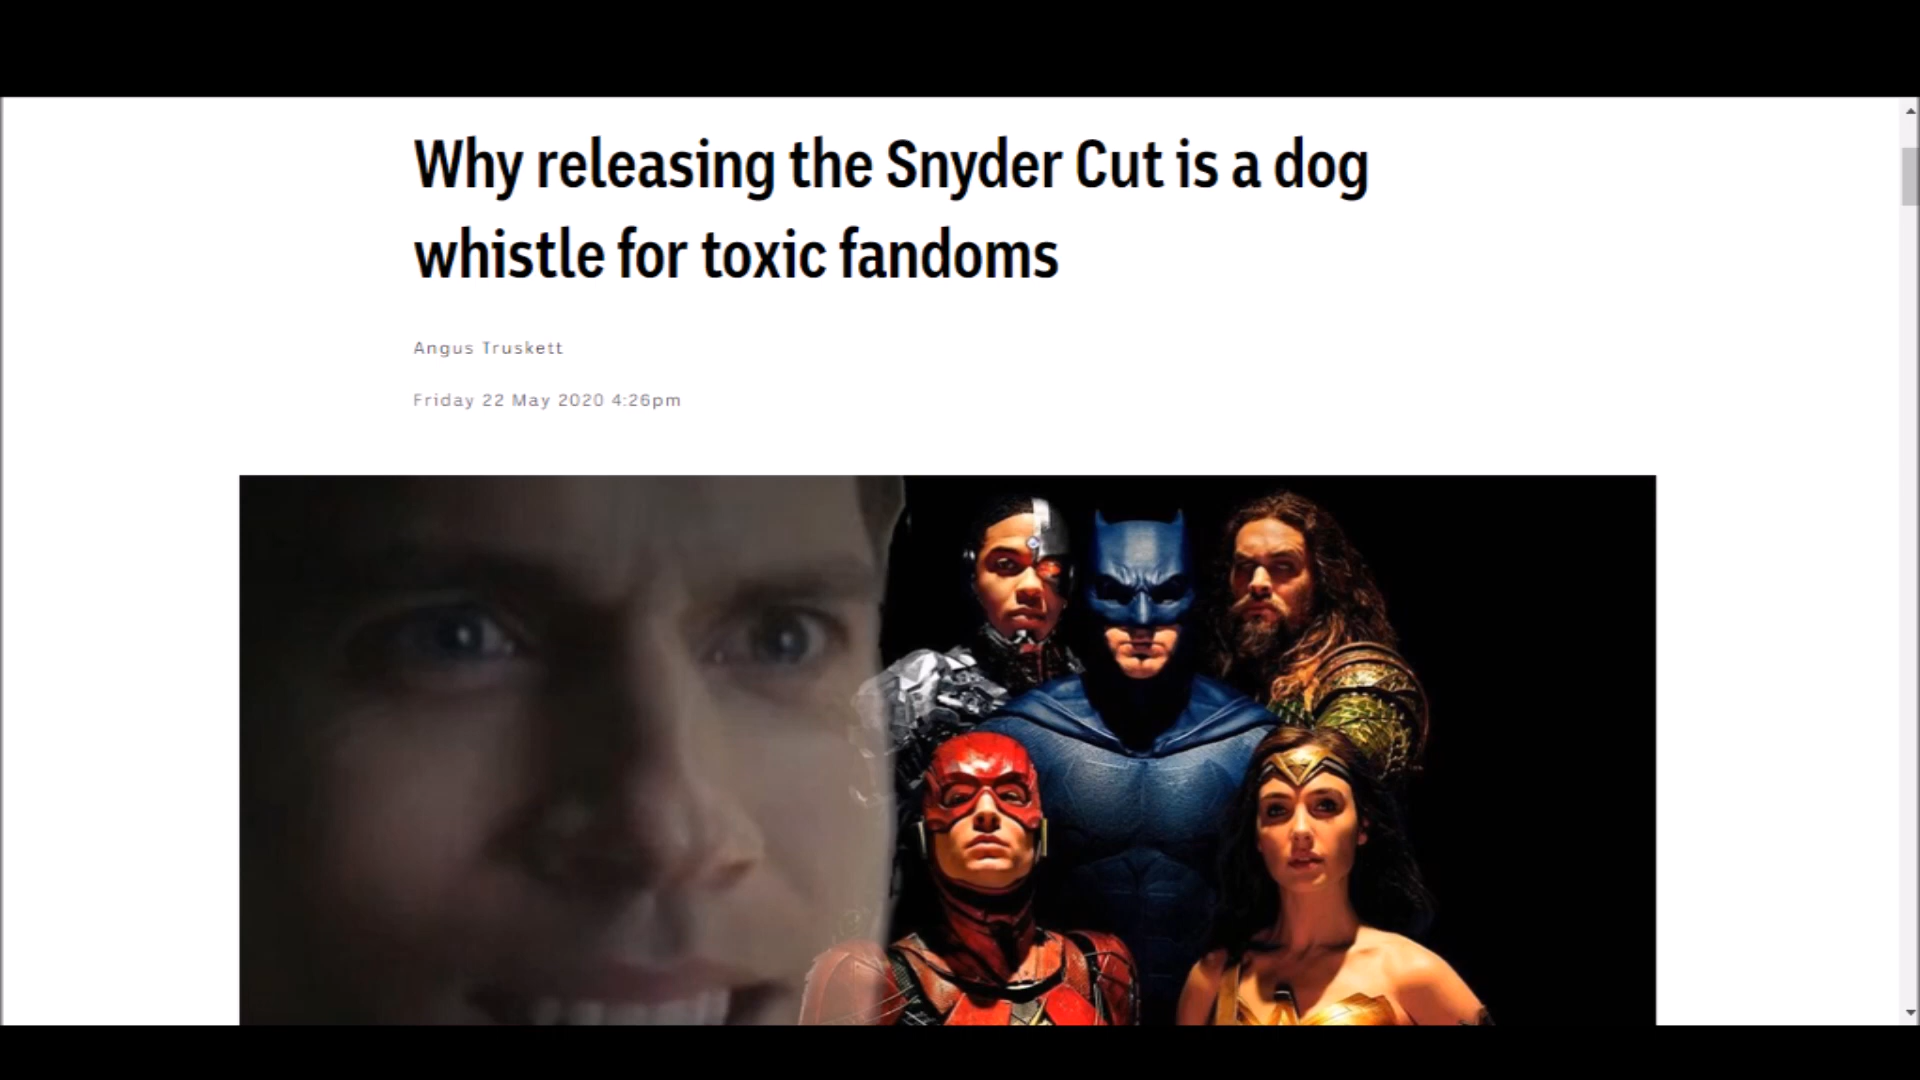 Why releasing the Snyder Cut is a dog
whistle for toxic fandoms
Angus Truskett
Friday 22 May 2020 4:26pm